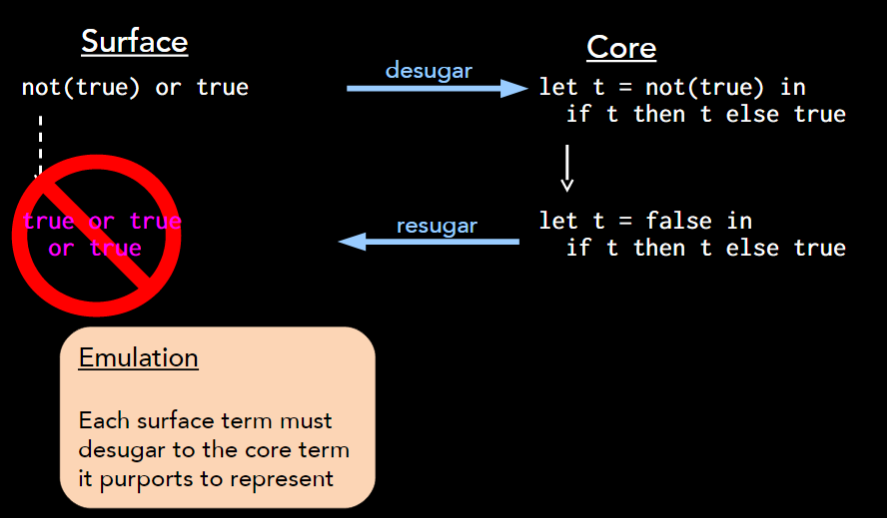 Surface
Core
not(true) or true
desugar
let t = not(true) in
if t then t else true
true or true
or true
resugar
let t = false in
if t then t else true
Emulation
Each surface term must
desugar to the core term
it purports to represent